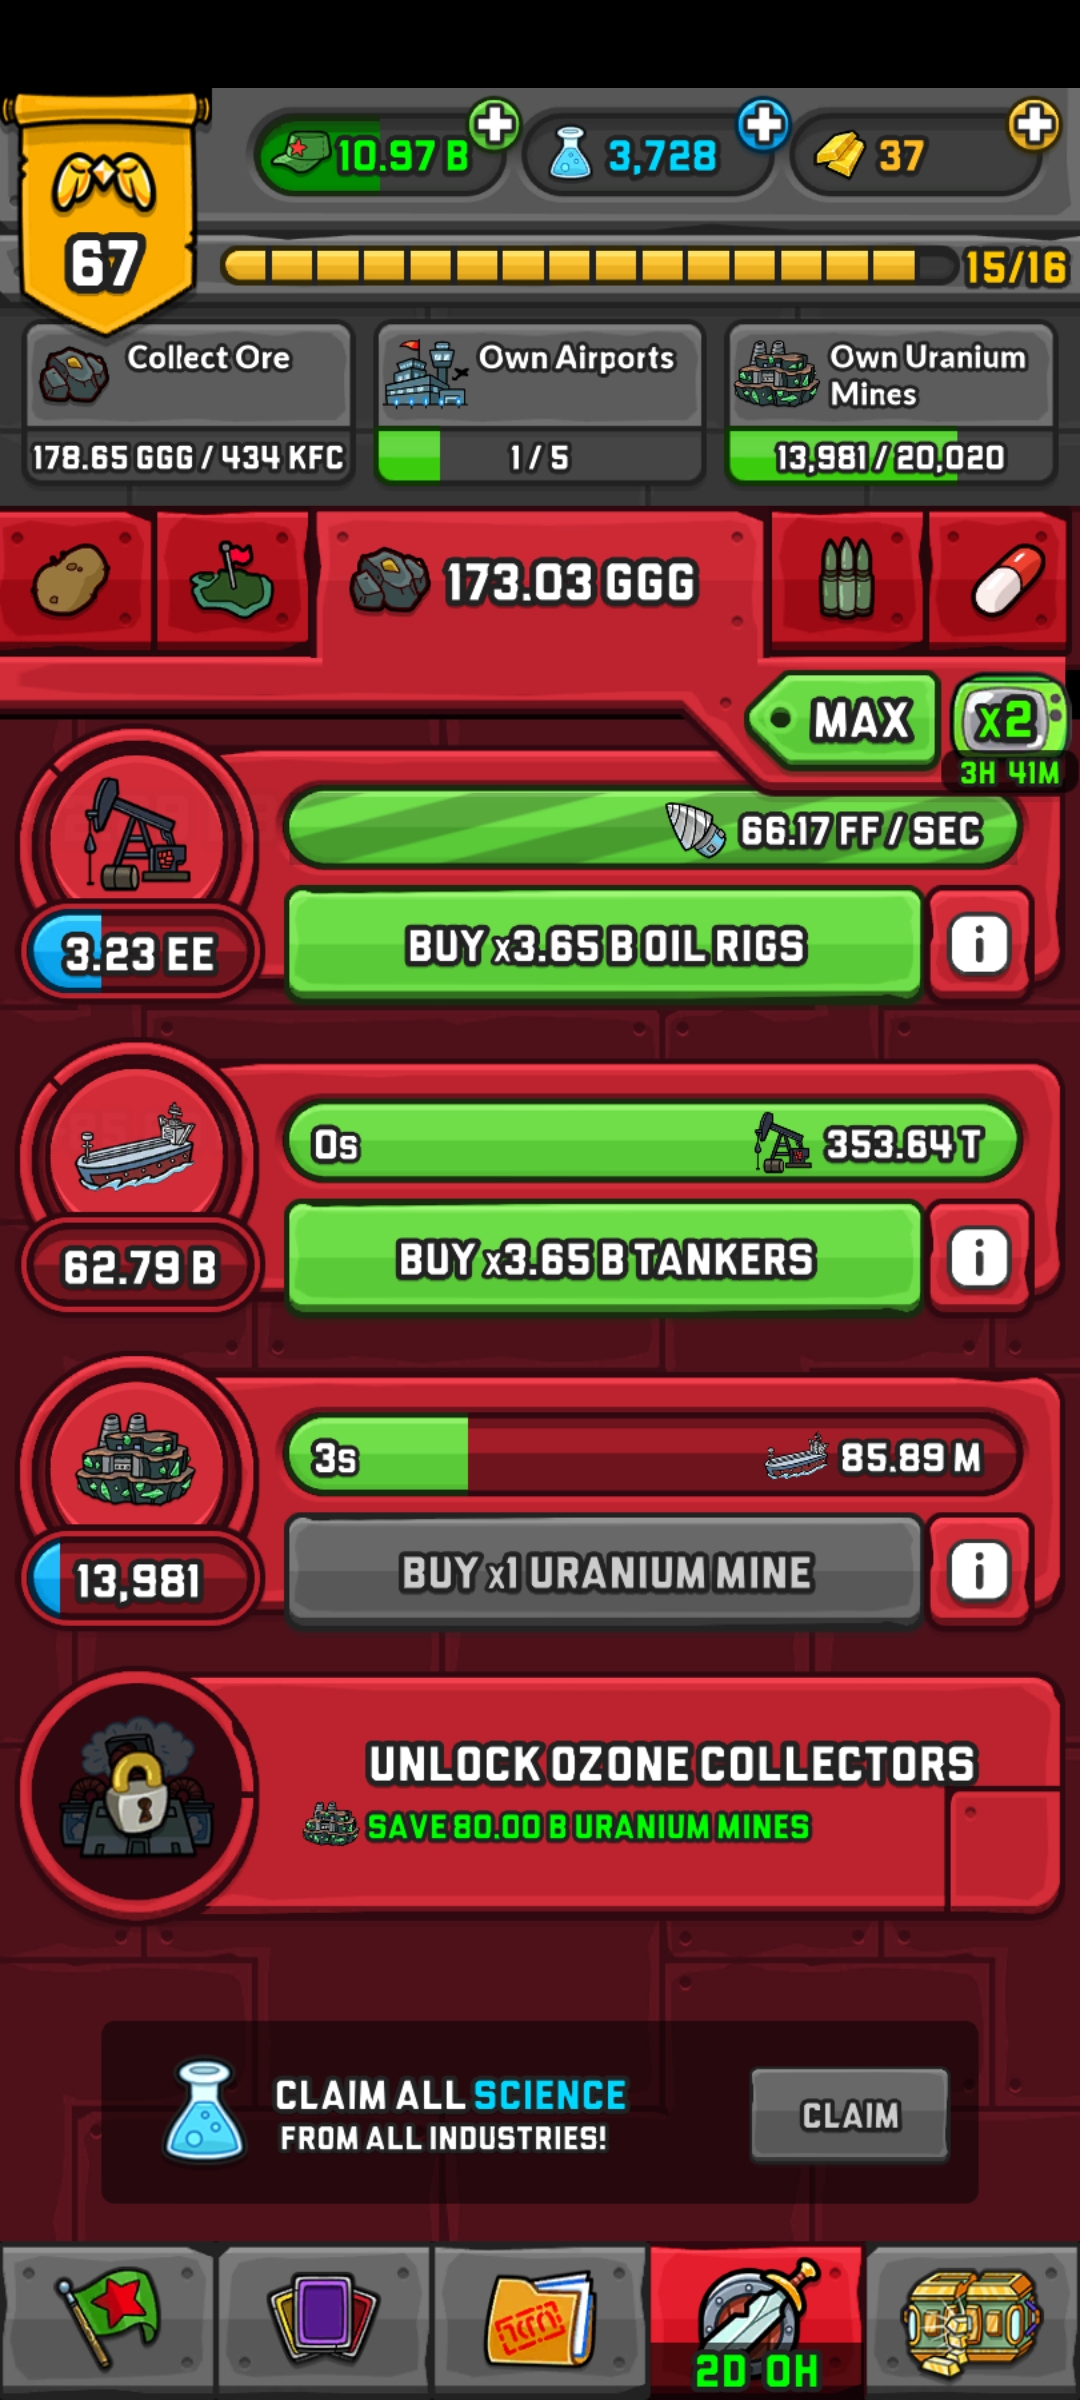 10.97 B
3,728
37
67
15/16
Collect Ore
178.65 GGG / 434 KFC
Own Airports
1 / 5
Own Uranium
Mines
13,981 / 20,020
173.03 GGG
MAX
x2
3H 41M
66.17 FF / SEC
3.23 EE
BUY x3.65 B OIL RIGS
i
0s
353.64 T
62.79 B
BUY x3.65 B TANKERS
i
3s
85.89 M
13,981
BUY x1 URANIUM MINE
i
UNLOCK OZONE COLLECTORS
SAVE 80.00 B URANIUM MINES
CLAIM ALL SCIENCE
FROM ALL INDUSTRIES!
CLAIM
2D 0H